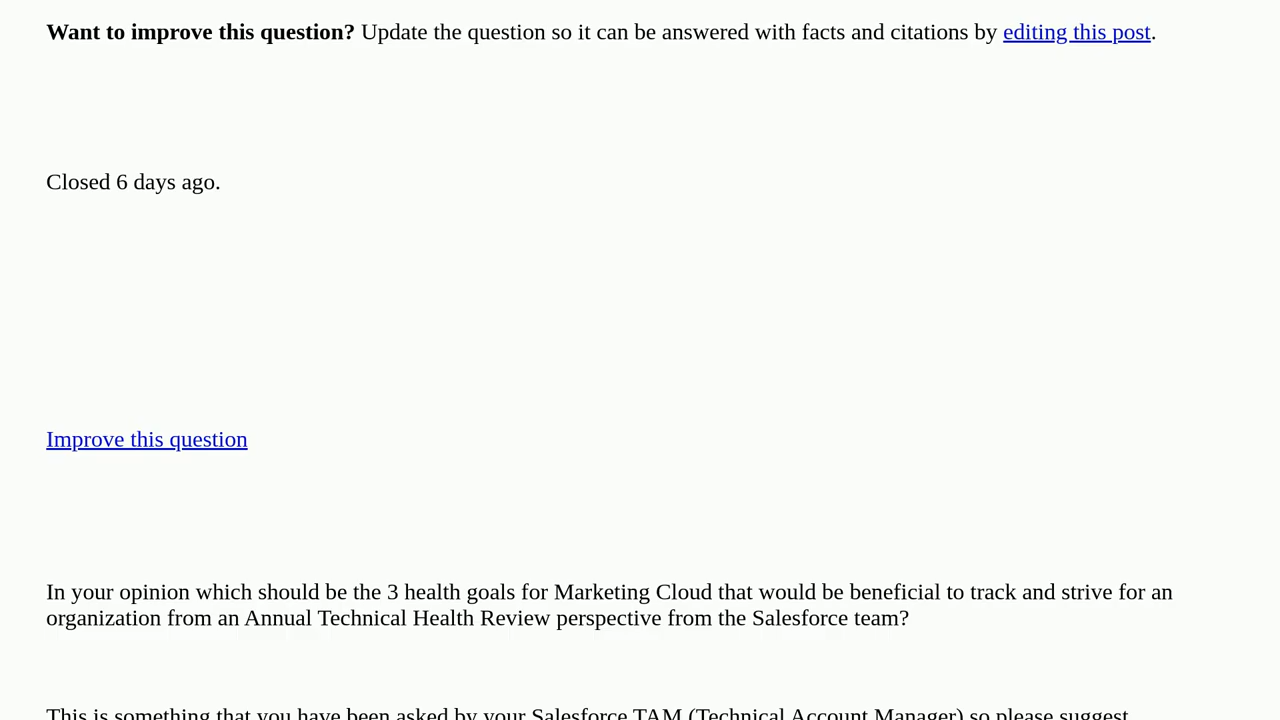 Want to improve this question? Update the question so it can be answered with facts and citations by editing this post.
Closed 6 days ago.
Improve this question
In your opinion which should be the 3 health goals for Marketing Cloud that would be beneficial to track and strive for an
organization from an Annual Technical Health Review perspective from the Salesforce team?
This is something that you have been asked by your Salesforce TAM (Technical Account Manager) so please suggest